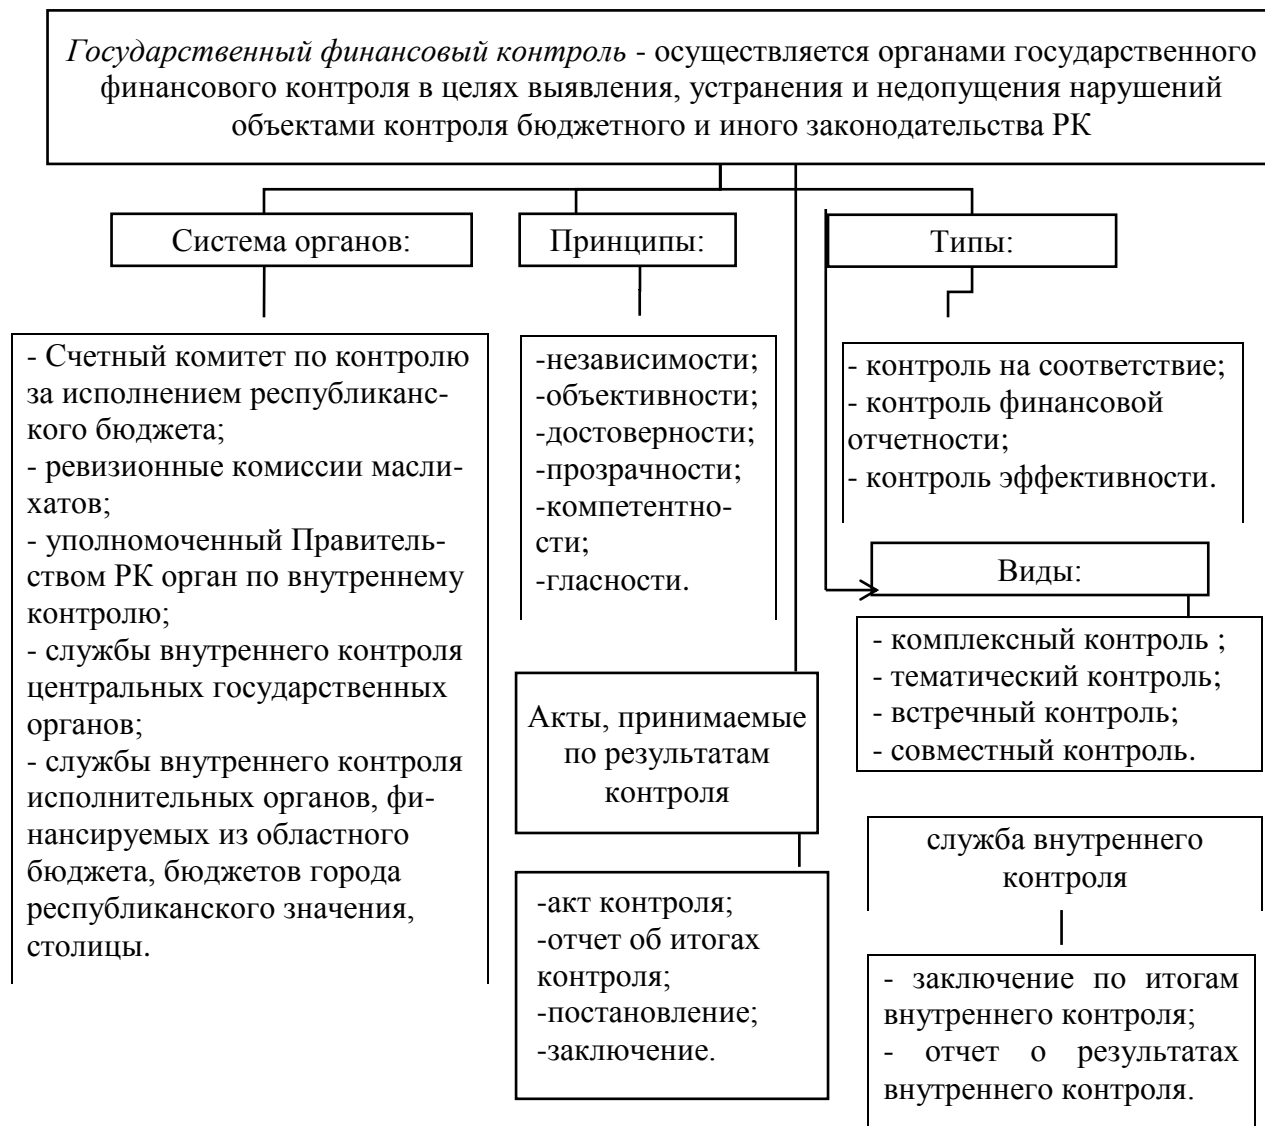 Государственный финансовый контроль - осуществляется органами государственного
финансового контроля в целях выявления, устранения и недопущения нарушений
объектами контроля бюджетного и иного законодательства РК
Система органов:
- Счетный комитет по контролю
за исполнением республикан-
ского бюджета;
- ревизионные комиссии масли-
хатов;
- уполномоченный Правитель-
ством РК орган по внутреннему
контролю;
- службы внутреннего контроля
центральных государственных
органов;
- службы внутреннего контроля
исполнительных органов, фи-
нансируемых из областного
бюджета, бюджетов города
республиканского значения,
столицы.
Принципы:
-независимости;
-объективности;
-достоверности;
-прозрачности;
-компетентно-
сти;
-гласности.
Типы:
- контроль на соответствие;
- контроль финансовой
отчетности;
- контроль эффективности.
Виды:
- комплексный контроль ;
- тематический контроль;
- встречный контроль;
- совместный контроль.
Акты, принимаемые
по результатам
контроля
-акт контроля;
-отчет об итогах
контроля;
-постановление;
-заключение.
служба внутреннего
контроля
- заключение по итогам
внутреннего контроля;
- отчет о результатах
внутреннего контроля.